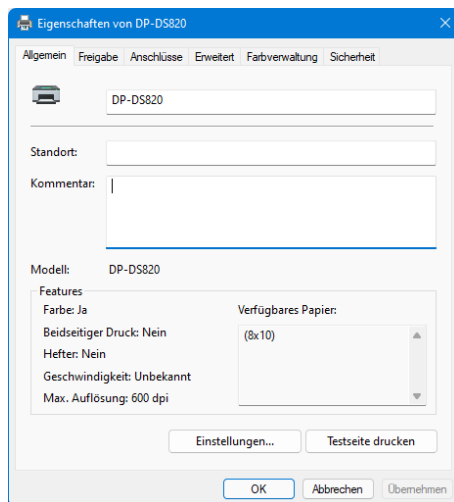 Eigenschaften von DP-DS820
Allgemein Freigabe Anschlüsse Erweitert Farbverwaltung Sicherheit
DP-DS820
Standort:
Kommentar:
Modell: DP-DS820
Features
Farbe: Ja Verfügbares Papier:
Beidseitiger Druck: Nein (8x10)
Hefter: Nein
Geschwindigkeit: Unbekannt
Max. Auflösung: 600 dpi
Einstellungen... Testseite drucken
OK Abbrechen Übernehmen